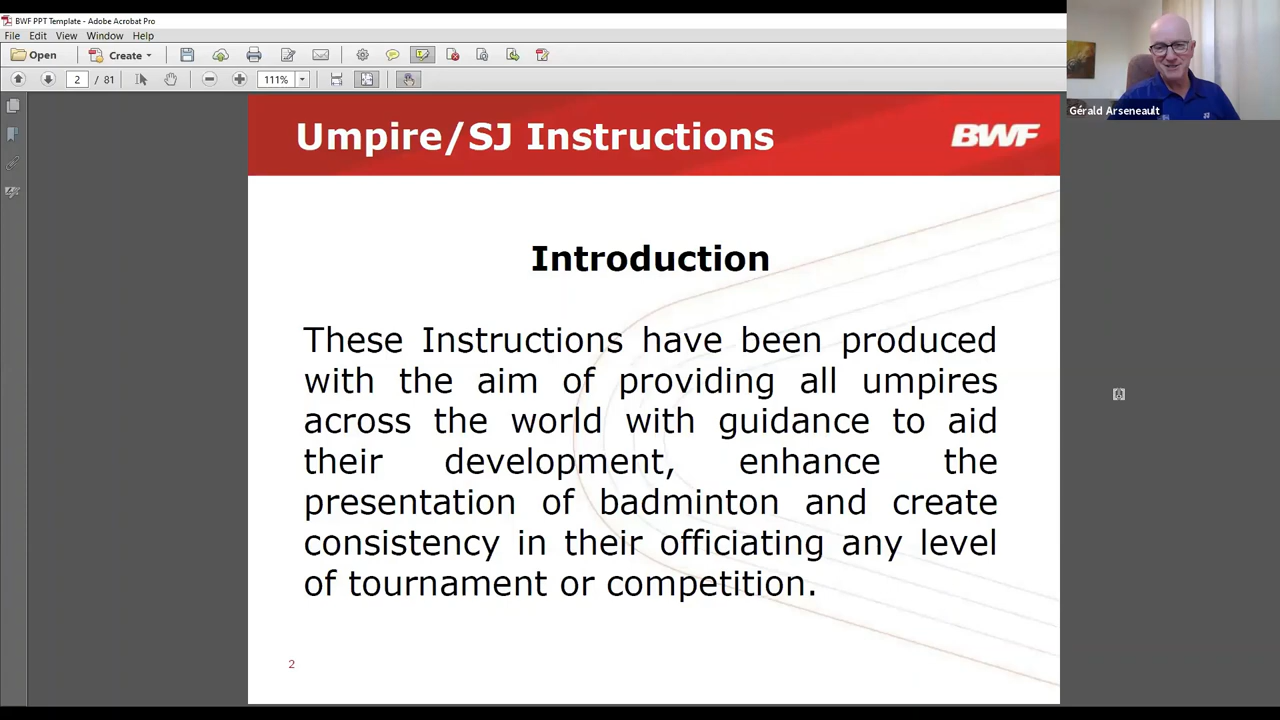 BWF PPT Template - Adobe Acrobat Pro
File Edit View Window Help
Open Create
2 / 81 111%
Gérald Arseneault
Umpire/SJ Instructions BWF
Introduction
These Instructions have been produced
with the aim of providing all umpires
across the world with guidance to aid
their development, enhance the
presentation of badminton and create
consistency in their officiating any level
of tournament or competition.
2